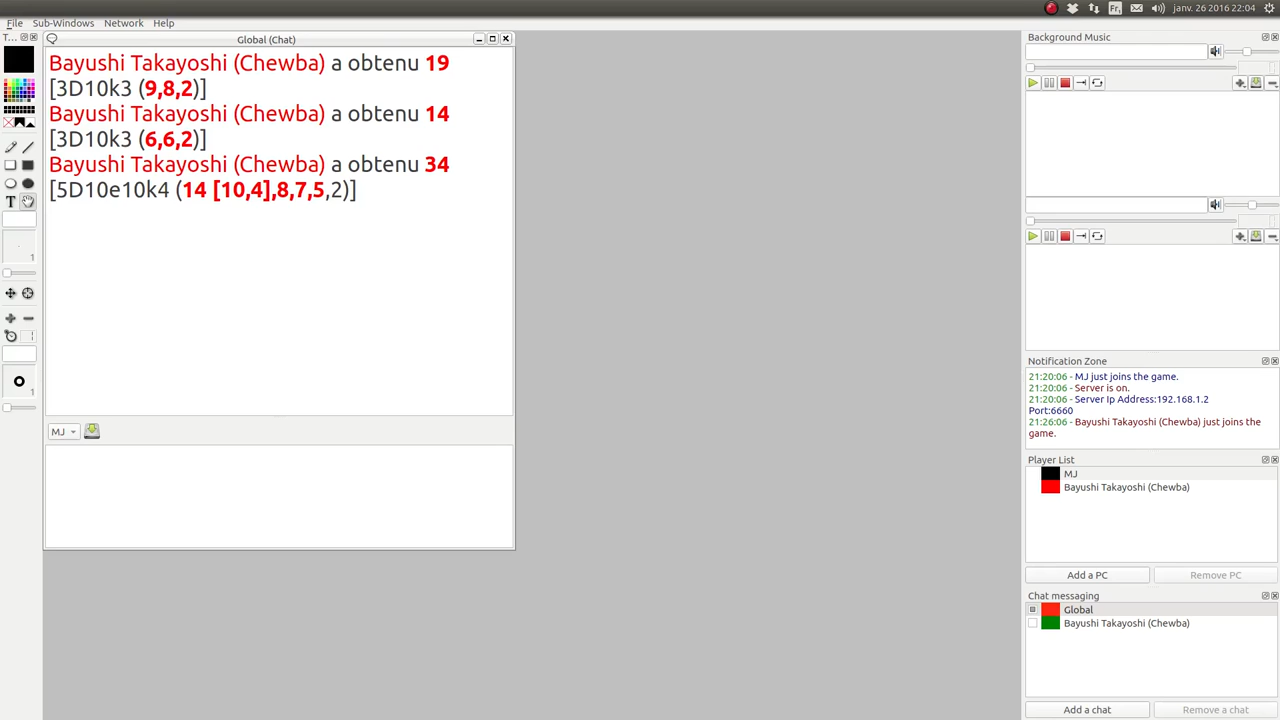 Fr, janv. 26 2016 22:04
File Sub-Windows Network Help
T...
Global (Chat)
Bayushi Takayoshi (Chewba) a obtenu 19
[3D10k3 (9,8,2)]
Bayushi Takayoshi (Chewba) a obtenu 14
[3D10k3 (6,6,2)]
Bayushi Takayoshi (Chewba) a obtenu 34
[5D10e10k4 (14 [10,4],8,7,5,2)]
T
1
1
MJ
Background Music
Notification Zone
21:20:06 - MJ just joins the game.
21:20:06 - Server is on.
21:20:06 - Server Ip Address:192.168.1.2
Port:6660
21:26:06 - Bayushi Takayoshi (Chewba) just joins the
game.
Player List
MJ
Bayushi Takayoshi (Chewba)
Add a PC Remove PC
Chat messaging
Global
Bayushi Takayoshi (Chewba)
Add a chat Remove a chat